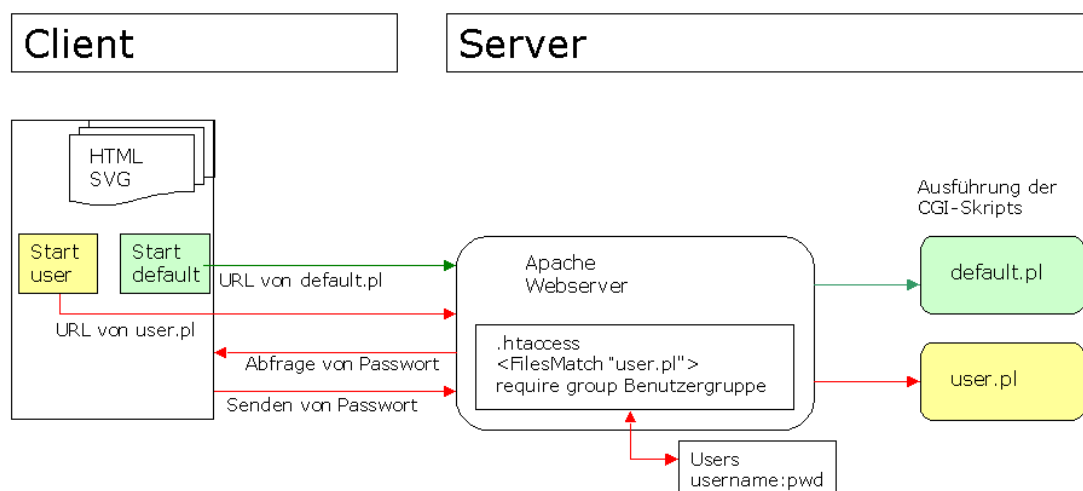 Client
Server
HTML
SVG
Ausführung der
CGI-Skripts
Start
user
Start
default
URL von default.pl
Apache
Webserver
default.pl
URL von user.pl
.htaccess
<FilesMatch "user.pl">
require group Benutzergruppe
Abfrage von Passwort
Senden von Passwort
user.pl
Users
username:pwd